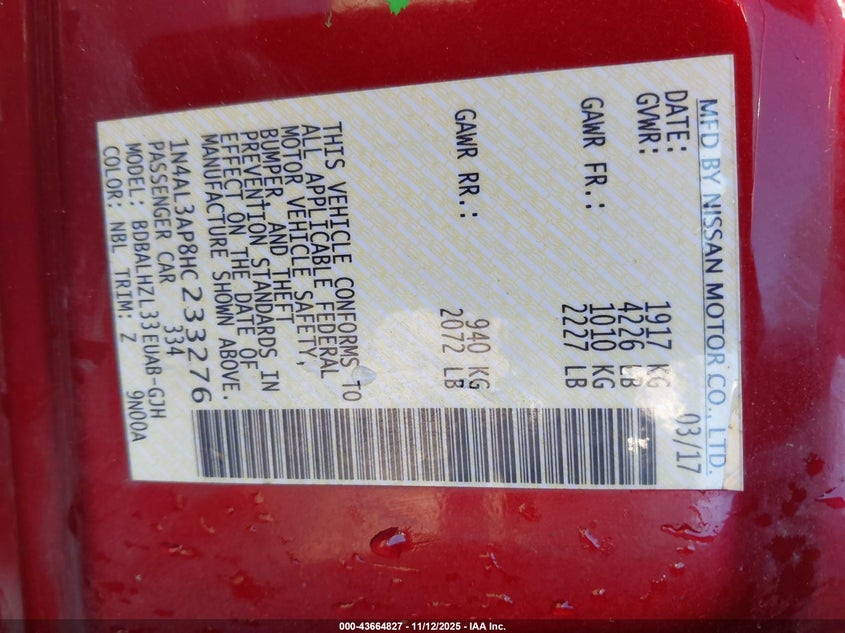 MFD BY NISSAN MOTOR CO., LTD.
DATE: 03/17
GVWR: 1917 KG
4226 LB
GAWR FR.: 1010 KG
2227 LB
GAWR RR.: 940 KG
2072 LB
THIS VEHICLE CONFORMS TO
ALL APPLICABLE FEDERAL
MOTOR VEHICLE SAFETY,
BUMPER, AND THEFT
PREVENTION STANDARDS IN
EFFECT ON THE DATE OF
MANUFACTURE SHOWN ABOVE.
1N4AL3AP8HC233276
PASSENGER CAR 334
MODEL: BDBALHZL33EUAB-GJH
COLOR: NBL TRIM: Z 9N00A
000-43664827 - 11/12/2025 - IAA Inc.